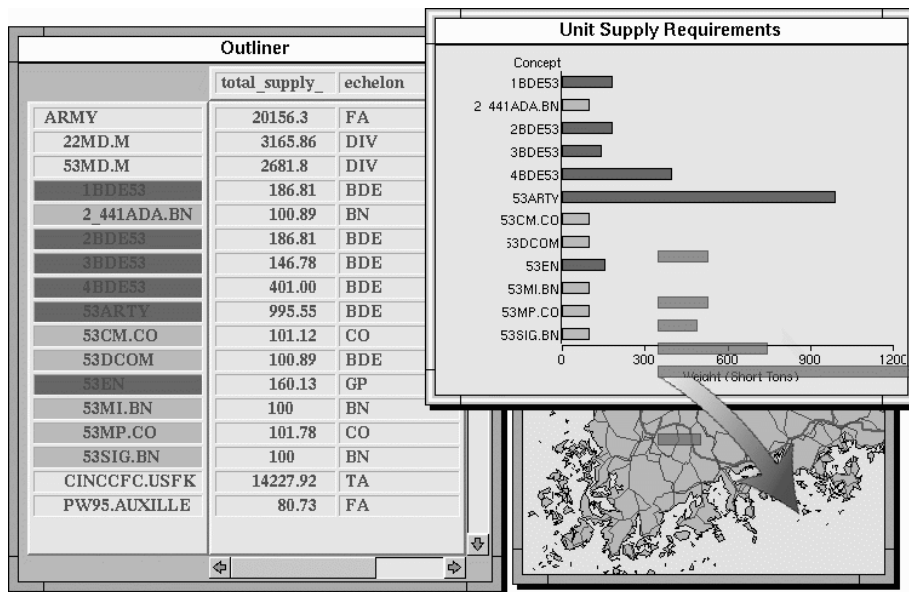 Outliner
total_supply_ echelon
ARMY 20156.3 FA
22MD.M 3165.86 DIV
53MD.M 2681.8 DIV
1BDE53 186.81 BDE
2_441ADA.BN 100.89 BN
2BDE53 186.81 BDE
3BDE53 146.78 BDE
4BDE53 401.00 BDE
53ARTY 995.55 BDE
53CM.CO 101.12 CO
53DCOM 100.89 BDE
53EN 160.13 GP
53MI.BN 100 BN
53MP.CO 101.78 CO
53SIG.BN 100 BN
CINCCFC.USFK 14227.92 TA
PW95.AUXILLE 80.73 FA
Unit Supply Requirements
Concept
1BDE53
2_441ADA.BN
2BDE53
3BDE53
4BDE53
53ARTY
53CM.CO
53DCOM
53EN
53MI.BN
53MP.CO
53SIG.BN
0 300 600 900 1200
Weight (Short Tons)